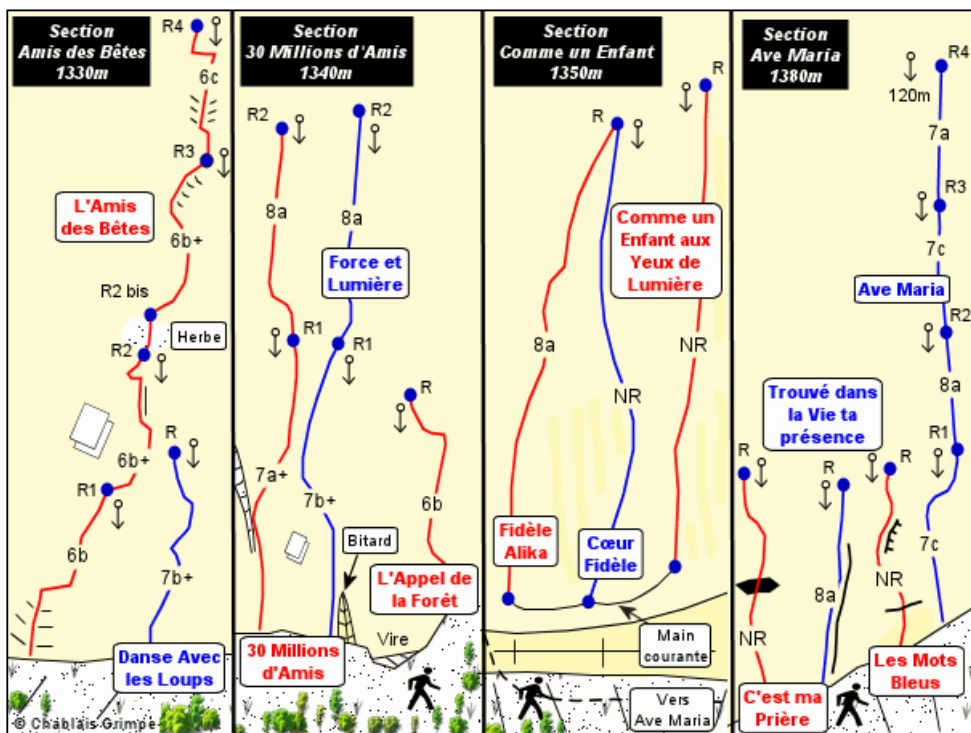 Section
Amis des Bêtes
1330m
R4
6c
R3
L'Amis
des Bêtes
6b+
R2 bis
Herbe
R2
R
6b+
R1
6b
7b+
Danse Avec
les Loups
© Chablais Grimpe
Section
30 Millions d'Amis
1340m
R2
R2
8a
8a
Force et
Lumière
R1
R1
R
7a+
7b+
6b
Bitard
L'Appel de
la Forêt
Vire
30 Millions
d'Amis
Section
Comme un Enfant
1350m
R
R
Comme un
Enfant aux
Yeux de
Lumière
8a
NR
NR
Fidèle
Alika
Cœur
Fidèle
Main
courante
Vers
Ave Maria
Section
Ave Maria
1380m
R4
120m
7a
R3
7c
Ave Maria
R2
8a
Trouvé dans
la Vie ta
présence
R1
R
R
R
7c
NR
8a
NR
Les Mots
Bleus
C'est ma
Prière